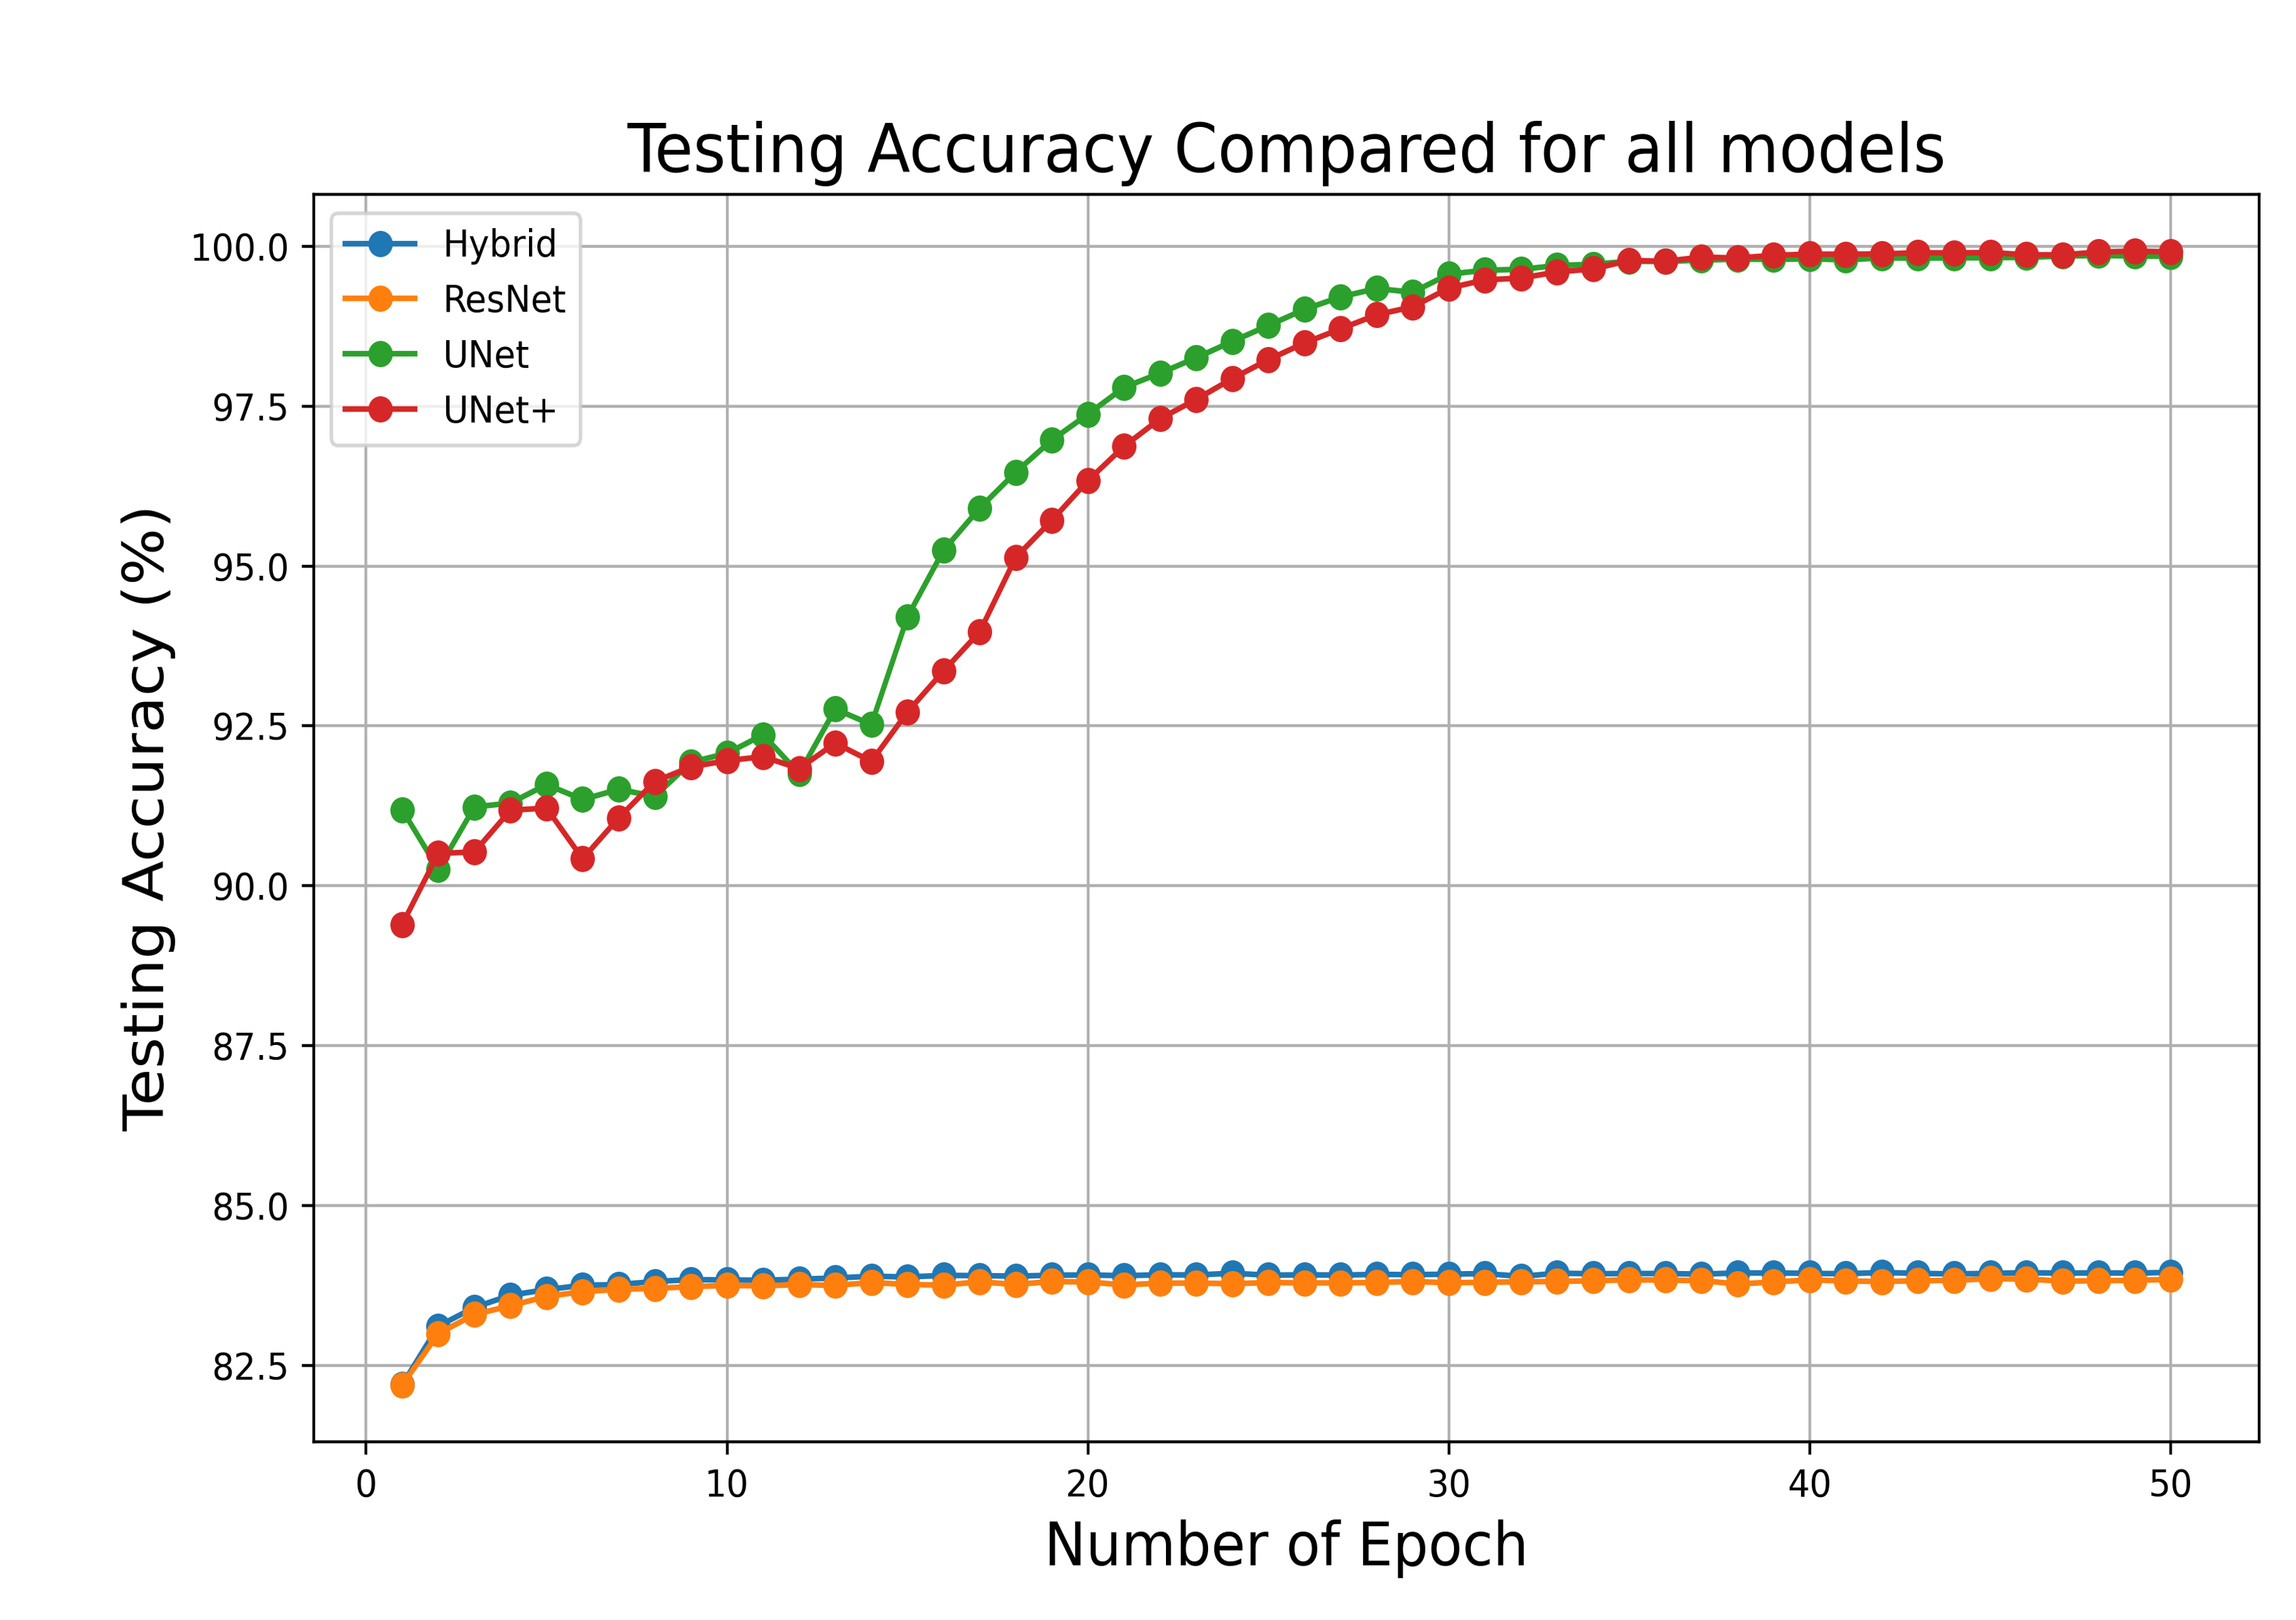 Testing Accuracy Compared for all models
Hybrid
ResNet
UNet
UNet+
100.0
97.5
95.0
92.5
90.0
87.5
85.0
82.5
Testing Accuracy (%)
0 10 20 30 40 50
Number of Epoch